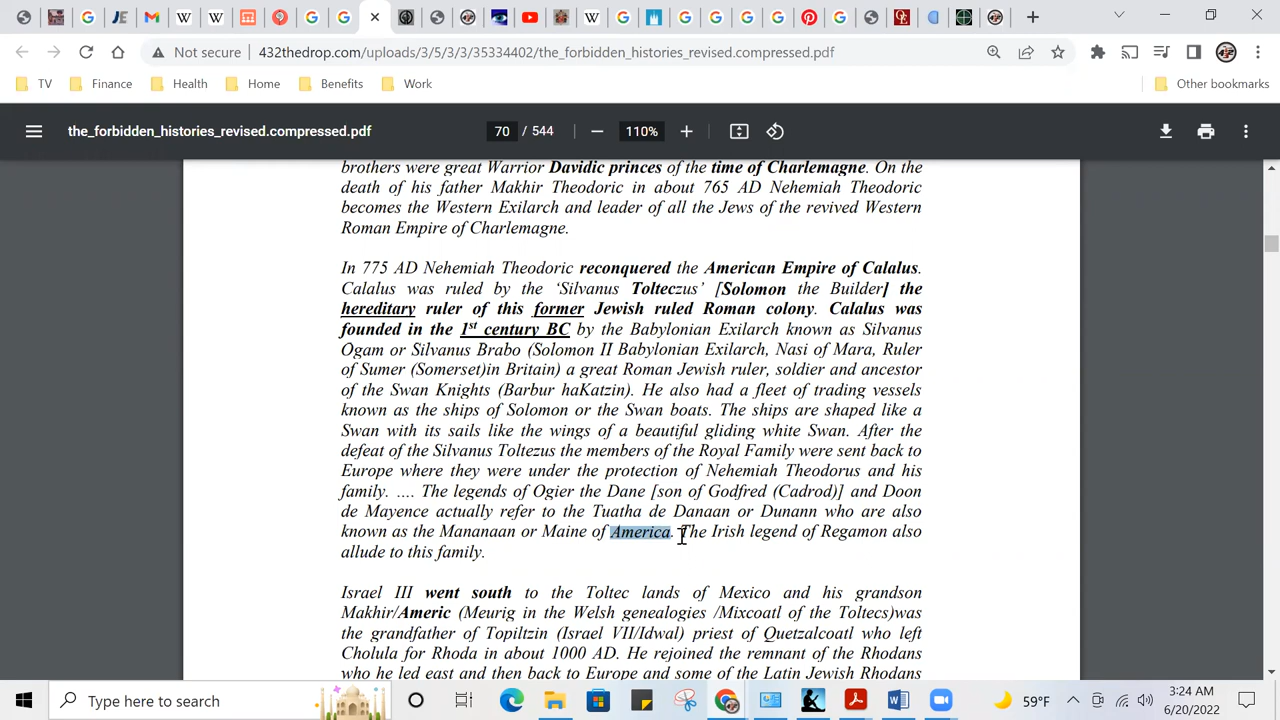 Not secure
432thedrop.com/uploads/3/5/3/3/35334402/the_forbidden_histories_revised.compressed.pdf
TV Finance Health Home Benefits Work Other bookmarks
the_forbidden_histories_revised.compressed.pdf 70 / 544 110%
brothers were great Warrior Davidic princes of the time of Charlemagne. On the
death of his father Makhir Theodoric in about 765 AD Nehemiah Theodoric
becomes the Western Exilarch and leader of all the Jews of the revived Western
Roman Empire of Charlemagne.
In 775 AD Nehemiah Theodoric reconquered the American Empire of Calalus.
Calalus was ruled by the ‘Silvanus Tolteczus’ [Solomon the Builder] the
hereditary ruler of this former Jewish ruled Roman colony. Calalus was
founded in the 1st century BC by the Babylonian Exilarch known as Silvanus
Ogam or Silvanus Brabo (Solomon II Babylonian Exilarch, Nasi of Mara, Ruler
of Sumer (Somerset)in Britain) a great Roman Jewish ruler, soldier and ancestor
of the Swan Knights (Barbur haKatzin). He also had a fleet of trading vessels
known as the ships of Solomon or the Swan boats. The ships are shaped like a
Swan with its sails like the wings of a beautiful gliding white Swan. After the
defeat of the Silvanus Toltezus the members of the Royal Family were sent back to
Europe where they were under the protection of Nehemiah Theodorus and his
family. .... The legends of Ogier the Dane [son of Godfred (Cadrod)] and Doon
de Mayence actually refer to the Tuatha de Danaan or Dunann who are also
known as the Mananaan or Maine of America. The Irish legend of Regamon also
allude to this family.
Israel III went south to the Toltec lands of Mexico and his grandson
Makhir/Americ (Meurig in the Welsh genealogies /Mixcoatl of the Toltecs)was
the grandfather of Topiltzin (Israel VII/Idwal) priest of Quetzalcoatl who left
Cholula for Rhoda in about 1000 AD. He rejoined the remnant of the Rhodans
who he led east and then back to Europe and some of the Latin Jewish Rhodans
Type here to search
59°F
3:24 AM
6/20/2022